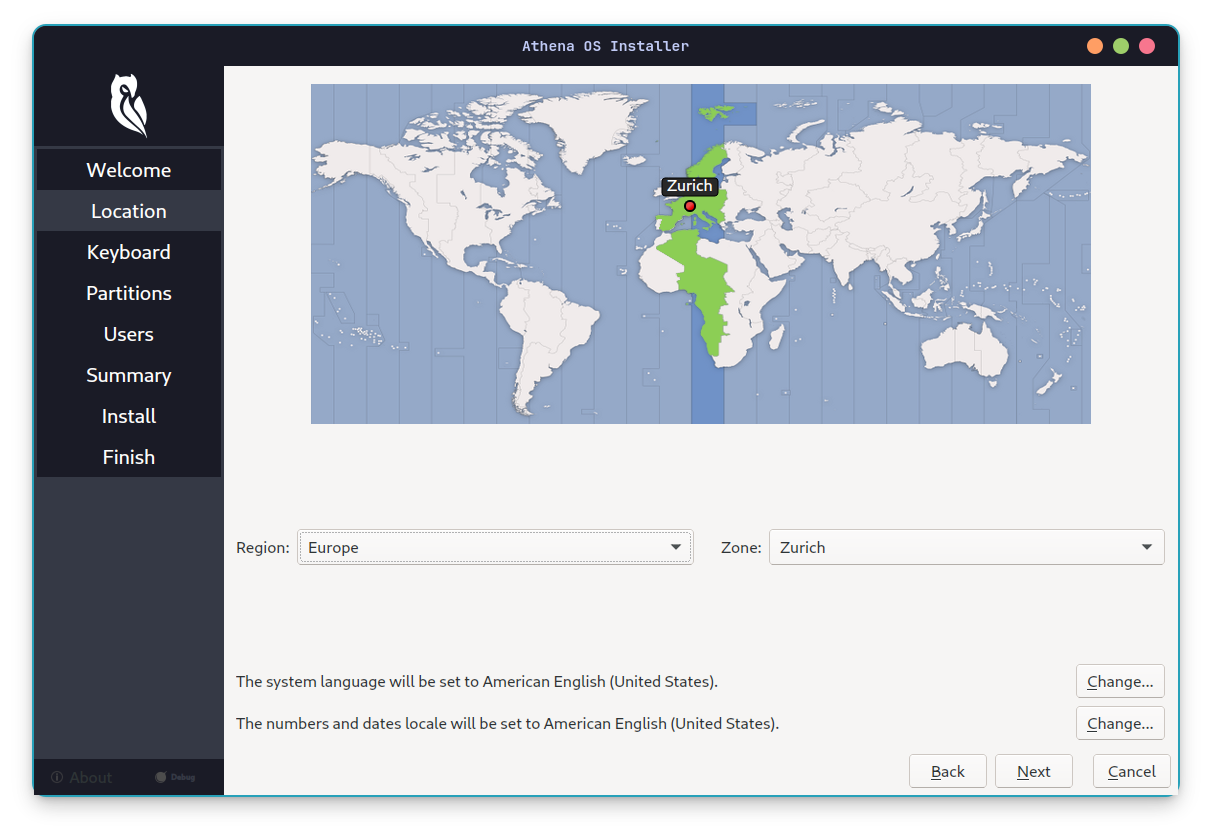 Athena OS Installer
Welcome
Location
Keyboard
Partitions
Users
Summary
Install
Finish
About
Debug
Zurich
Region: Europe
Zone: Zurich
The system language will be set to American English (United States).
Change...
The numbers and dates locale will be set to American English (United States).
Change...
Back
Next
Cancel